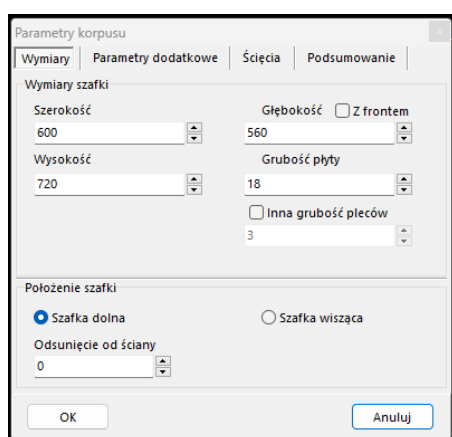 Parametry korpusu
x
Wymiary Parametry dodatkowe Ścięcia Podsumowanie
Wymiary szafki
Szerokość Głębokość Z frontem
600 560
Wysokość Grubość płyty
720 18
Inna grubość pleców
3
Położenie szafki
Szafka dolna Szafka wisząca
Odsunięcie od ściany
0
OK Anuluj